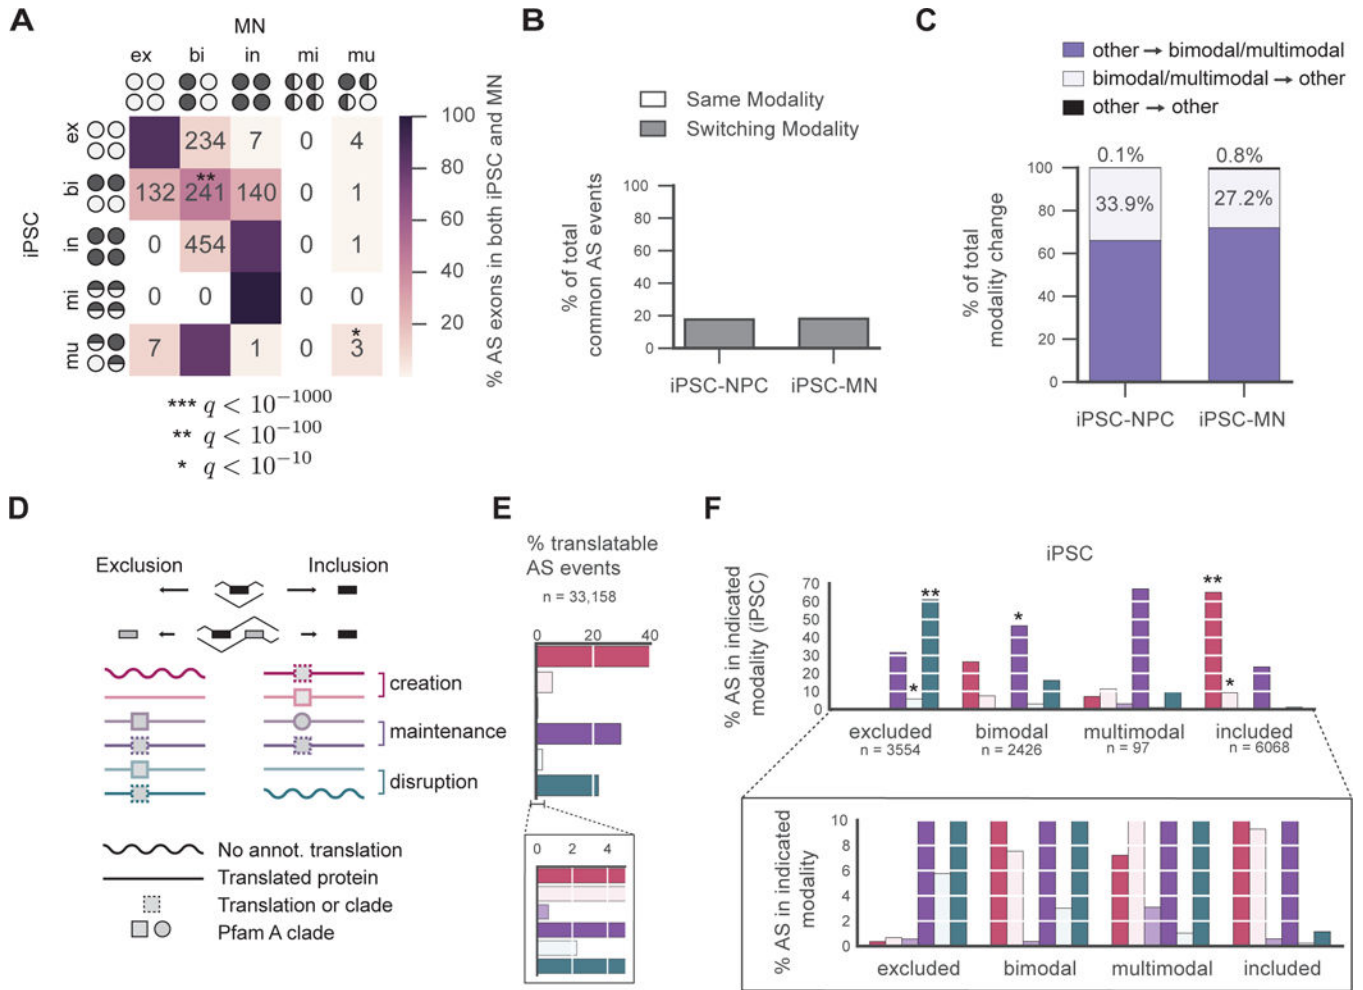 A
MN
ex bi in mi mu
iPSC
ex 234 7 0 4
bi 132 241 140 0 1
**
in 0 454 1
mi 0 0 0 0
mu 7 1 0 3
*
100
80
60
40
20
% AS exons in both iPSC and MN
*** q < 10^-1000
** q < 10^-100
* q < 10^-10
B
Same Modality
Switching Modality
% of total
common AS events
100
80
60
40
20
0
iPSC-NPC iPSC-MN
C
other → bimodal/multimodal
bimodal/multimodal → other
other → other
% of total
modality change
100
80
60
40
20
0
0.1% 0.8%
33.9% 27.2%
iPSC-NPC iPSC-MN
D
Exclusion Inclusion
creation
maintenance
disruption
No annot. translation
Translated protein
Translation or clade
Pfam A clade
E
% translatable
AS events
n = 33,158
0 20 40
0 2 4
F
iPSC
% AS in indicated
modality (iPSC)
70
60
50
40
30
20
10
0
** * * ** *
excluded bimodal multimodal included
n = 3554 n = 2426 n = 97 n = 6068
% AS in indicated
modality
10
8
6
4
2
0
excluded bimodal multimodal included